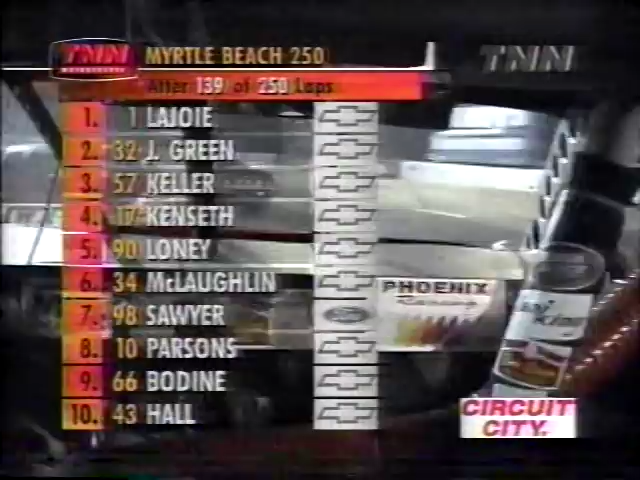 TNN MYRTLE BEACH 250
TNN
After 139 of 250 Laps
1. 1 LAJOIE
2. 32 J. GREEN
3. 57 KELLER
4. 17 KENSETH
5. 90 LONEY
6. 34 McLAUGHLIN
7. 98 SAWYER
8. 10 PARSONS
9. 66 BODINE
10. 43 HALL
PHOENIX
Racing
CIRCUIT
CITY